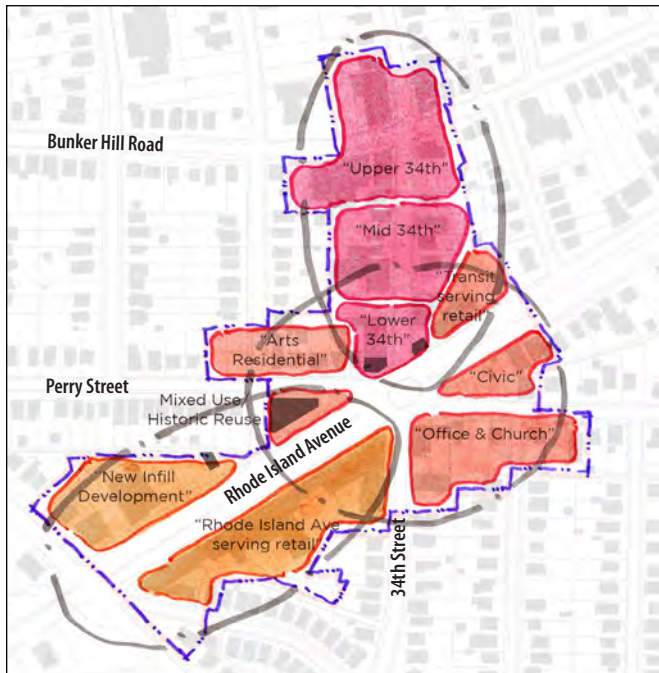 Bunker Hill Road
"Upper 34th"
"Mid 34th"
"Transit
serving
retail"
"Lower
34th"
"Arts
Residential"
"Civic"
Perry Street
Mixed Use,
Historic Reuse
"Office & Church"
Rhode Island Avenue
"New Infill
Development"
"Rhode Island Ave
serving retail"
34th Street